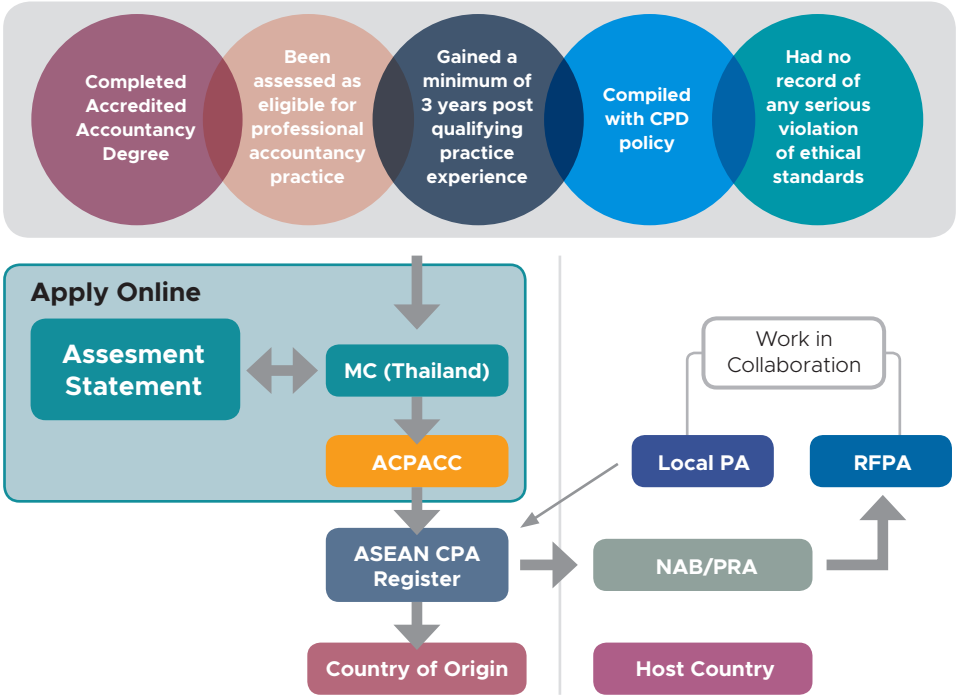 Completed
Accredited
Accountancy
Degree
Been
assessed as
eligible for
professional
accountancy
practice
Gained a
minimum of
3 years post
qualifying
practice
experience
Compiled
with CPD
policy
Had no
record of
any serious
violation
of ethical
standards
Apply Online
Assesment
Statement
MC (Thailand)
ACPACC
ASEAN CPA
Register
Country of Origin
Work in
Collaboration
Local PA
RFPA
NAB/PRA
Host Country